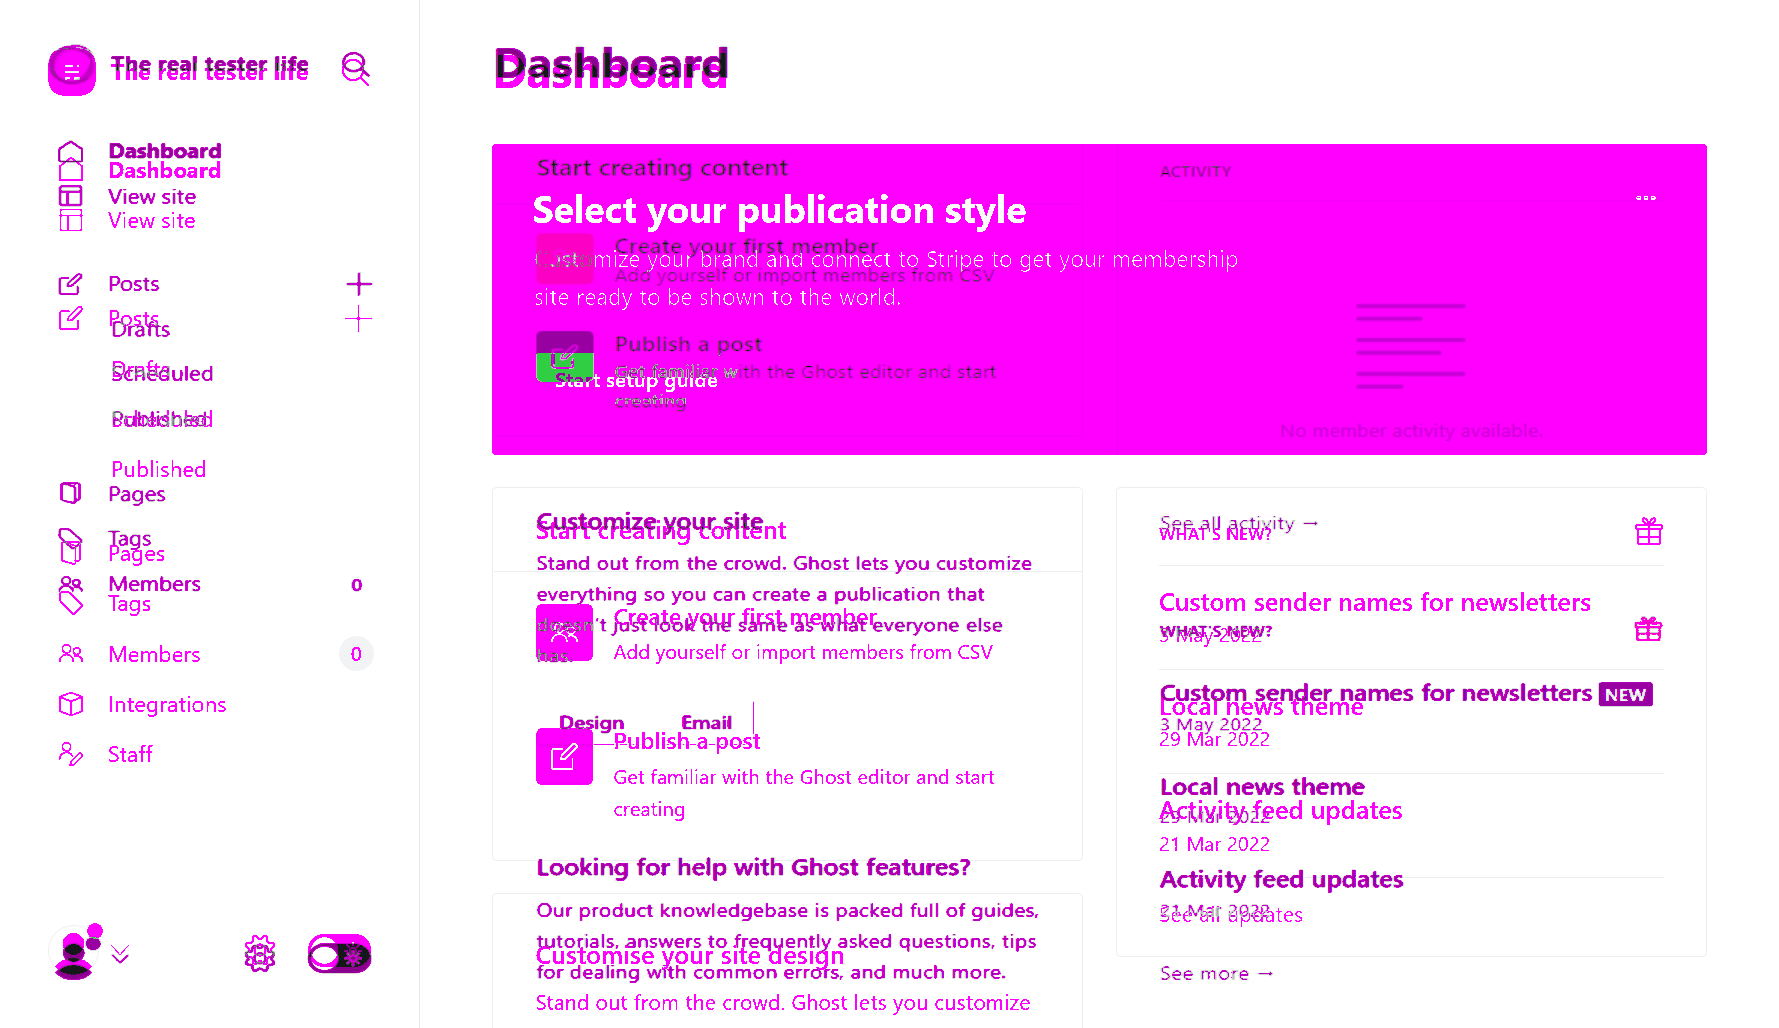 The real tester life
The real tester life
Dashboard
Dashboard
View site
View site
Posts
Posts
Drafts
Drafts
Scheduled
Published
Scheduled
Published
Pages
Tags
Pages
Members 0
Tags
Members 0
Integrations
Staff
Dashboard
Dashboard
Start creating content
ACTIVITY
Select your publication style
Create your first member
Customize your brand and connect to Stripe to get your membership
Add yourself or import members from CSV
site ready to be shown to the world.
Publish a post
Get familiar with the Ghost editor and start
Start setup guide
creating
No member activity available.
Customize your site
Start creating content
Stand out from the crowd. Ghost lets you customize
everything so you can create a publication that
Create your first member
doesn't just look the same as what everyone else
Add yourself or import members from CSV
has.
Design Email
Publish a post
Get familiar with the Ghost editor and start
creating
Looking for help with Ghost features?
Our product knowledgebase is packed full of guides,
tutorials, answers to frequently asked questions, tips
Customise your site design
for dealing with common errors, and much more.
Stand out from the crowd. Ghost lets you customize
See all activity →
WHAT'S NEW?
Custom sender names for newsletters
WHAT'S NEW?
3 May 2022
Custom sender names for newsletters NEW
Local news theme
3 May 2022
29 Mar 2022
Local news theme
Activity feed updates
29 Mar 2022
21 Mar 2022
Activity feed updates
21 Mar 2022
See all updates
See more →